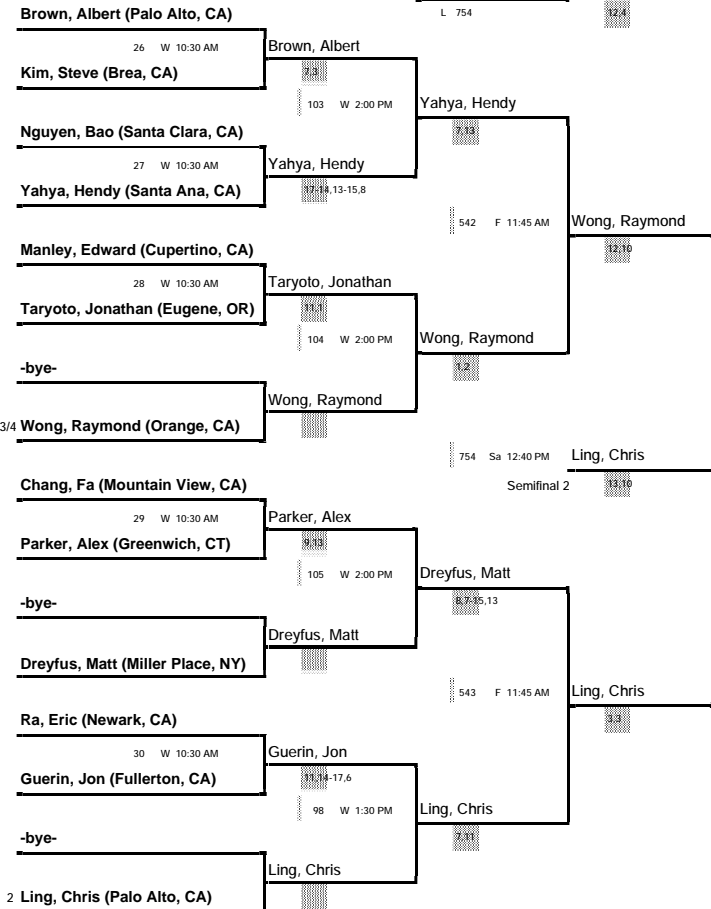 Brown, Albert (Palo Alto, CA)
L 754 12,4
26 W 10:30 AM Brown, Albert
Kim, Steve (Brea, CA) 7,3
103 W 2:00 PM Yahya, Hendy
Nguyen, Bao (Santa Clara, CA) 7,13
27 W 10:30 AM Yahya, Hendy
Yahya, Hendy (Santa Ana, CA) 17-14,13-15,8
542 F 11:45 AM Wong, Raymond
Manley, Edward (Cupertino, CA) 12,10
28 W 10:30 AM Taryoto, Jonathan
Taryoto, Jonathan (Eugene, OR) 11,1
104 W 2:00 PM Wong, Raymond
-bye- 1,2
Wong, Raymond
3/4 Wong, Raymond (Orange, CA)
754 Sa 12:40 PM Ling, Chris
Chang, Fa (Mountain View, CA) Semifinal 2 13,10
29 W 10:30 AM Parker, Alex
Parker, Alex (Greenwich, CT) 9,13
105 W 2:00 PM Dreyfus, Matt
-bye- 8,7-15,13
Dreyfus, Matt
Dreyfus, Matt (Miller Place, NY)
543 F 11:45 AM Ling, Chris
Ra, Eric (Newark, CA) 3,3
30 W 10:30 AM Guerin, Jon
Guerin, Jon (Fullerton, CA) 11,14-17,6
98 W 1:30 PM Ling, Chris
-bye- 7,11
Ling, Chris
2 Ling, Chris (Palo Alto, CA)